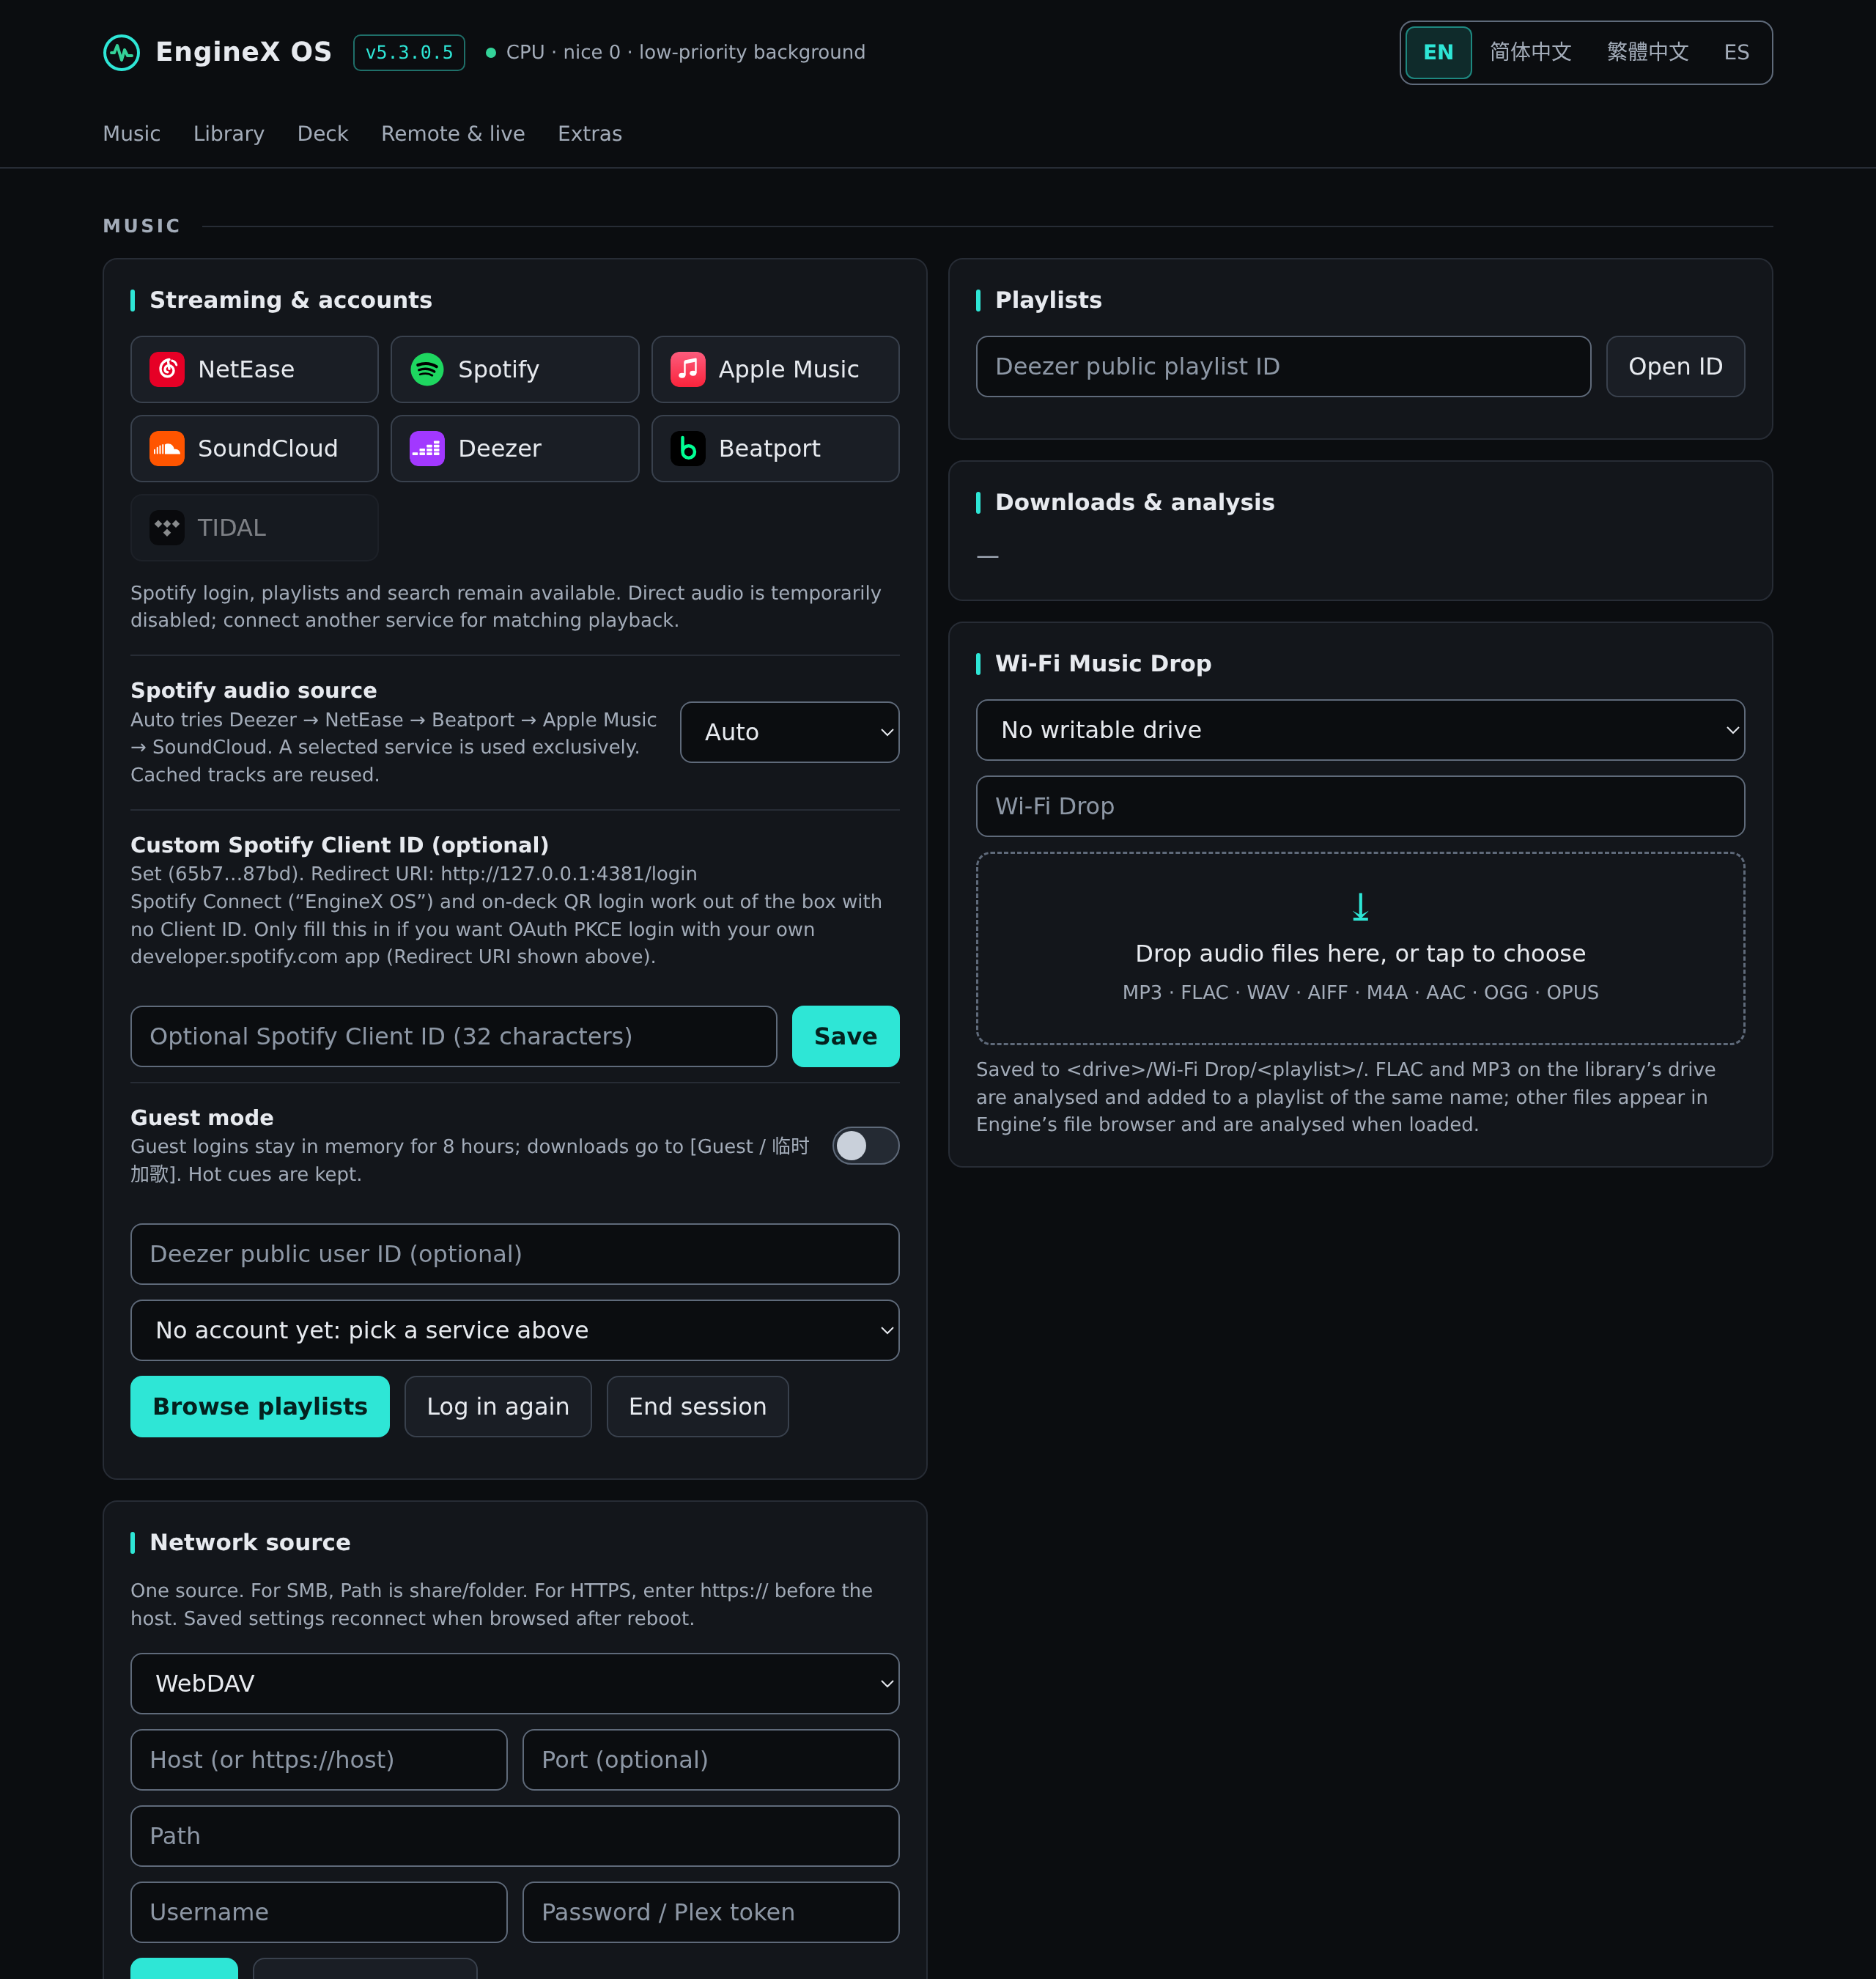 EngineX OS
v5.3.0.5
CPU · nice 0 · low-priority background
EN
简体中文
繁體中文
ES
Music
Library
Deck
Remote & live
Extras
MUSIC
Streaming & accounts
NetEase
Spotify
Apple Music
SoundCloud
Deezer
Beatport
TIDAL
Spotify login, playlists and search remain available. Direct audio is temporarily
disabled; connect another service for matching playback.
Spotify audio source
Auto tries Deezer → NetEase → Beatport → Apple Music
→ SoundCloud. A selected service is used exclusively.
Cached tracks are reused.
Auto
Custom Spotify Client ID (optional)
Set (65b7…87bd). Redirect URI: http://127.0.0.1:4381/login
Spotify Connect (“EngineX OS”) and on-deck QR login work out of the box with
no Client ID. Only fill this in if you want OAuth PKCE login with your own
developer.spotify.com app (Redirect URI shown above).
Optional Spotify Client ID (32 characters)
Save
Guest mode
Guest logins stay in memory for 8 hours; downloads go to [Guest / 临时
加歌]. Hot cues are kept.
Deezer public user ID (optional)
No account yet: pick a service above
Browse playlists
Log in again
End session
Network source
One source. For SMB, Path is share/folder. For HTTPS, enter https:// before the
host. Saved settings reconnect when browsed after reboot.
WebDAV
Host (or https://host)
Port (optional)
Path
Username
Password / Plex token
Playlists
Deezer public playlist ID
Open ID
Downloads & analysis
—
Wi-Fi Music Drop
No writable drive
Wi-Fi Drop
Drop audio files here, or tap to choose
MP3 · FLAC · WAV · AIFF · M4A · AAC · OGG · OPUS
Saved to <drive>/Wi-Fi Drop/<playlist>/. FLAC and MP3 on the library’s drive
are analysed and added to a playlist of the same name; other files appear in
Engine’s file browser and are analysed when loaded.